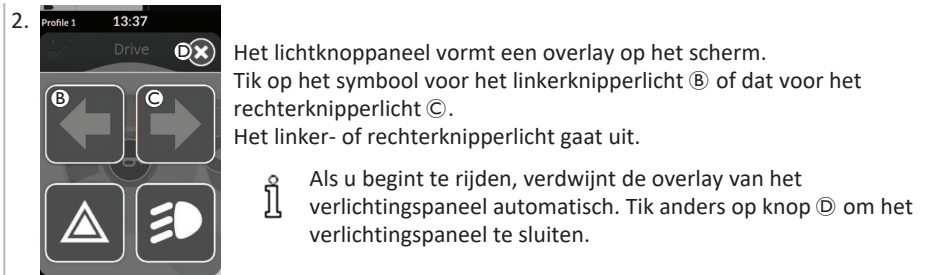 2.
Profile 1 13:37
Drive Ⓓ
Ⓑ Ⓒ
Het lichtknoppaneel vormt een overlay op het scherm.
Tik op het symbool voor het linkerknipperlicht Ⓑ of dat voor het
rechterknipperlicht Ⓒ.
Het linker- of rechterknipperlicht gaat uit.
Als u begint te rijden, verdwijnt de overlay van het
verlichtingspaneel automatisch. Tik anders op knop Ⓓ om het
verlichtingspaneel te sluiten.